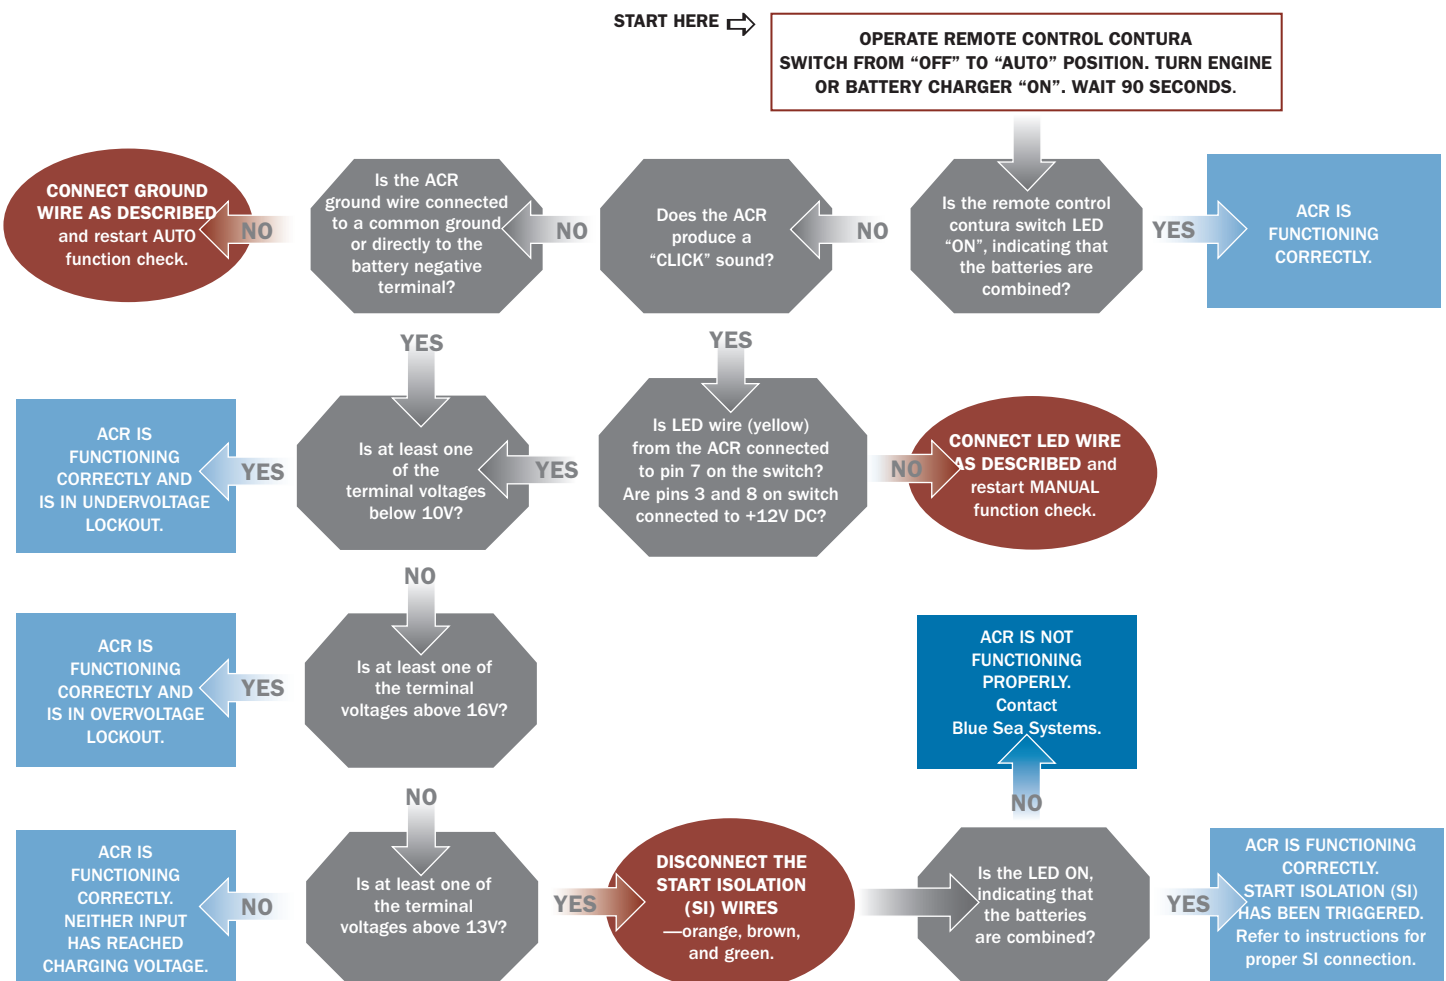 START HERE
OPERATE REMOTE CONTROL CONTURA
SWITCH FROM “OFF” TO “AUTO” POSITION. TURN ENGINE
OR BATTERY CHARGER “ON”. WAIT 90 SECONDS.
CONNECT GROUND
WIRE AS DESCRIBED
and restart AUTO
function check.
NO
Is the ACR
ground wire connected
to a common ground
or directly to the
battery negative
terminal?
NO
Does the ACR
produce a
“CLICK” sound?
NO
Is the remote control
contura switch LED
“ON”, indicating that
the batteries are
combined?
YES
ACR IS
FUNCTIONING
CORRECTLY.
YES
YES
ACR IS
FUNCTIONING
CORRECTLY AND
IS IN UNDERVOLTAGE
LOCKOUT.
YES
Is at least one
of the
terminal voltages
below 10V?
YES
Is LED wire (yellow)
from the ACR connected
to pin 7 on the switch?
Are pins 3 and 8 on switch
connected to +12V DC?
NO
CONNECT LED WIRE
AS DESCRIBED and
restart MANUAL
function check.
NO
ACR IS
FUNCTIONING
CORRECTLY AND
IS IN OVERVOLTAGE
LOCKOUT.
YES
Is at least one of
the terminal
voltages above 16V?
ACR IS NOT
FUNCTIONING
PROPERLY.
Contact
Blue Sea Systems.
NO
NO
ACR IS
FUNCTIONING
CORRECTLY.
NEITHER INPUT
HAS REACHED
CHARGING VOLTAGE.
NO
Is at least one of
the terminal
voltages above 13V?
YES
DISCONNECT THE
START ISOLATION
(SI) WIRES
—orange, brown,
and green.
Is the LED ON,
indicating that
the batteries
are combined?
YES
ACR IS FUNCTIONING
CORRECTLY.
START ISOLATION (SI)
HAS BEEN TRIGGERED.
Refer to instructions for
proper SI connection.